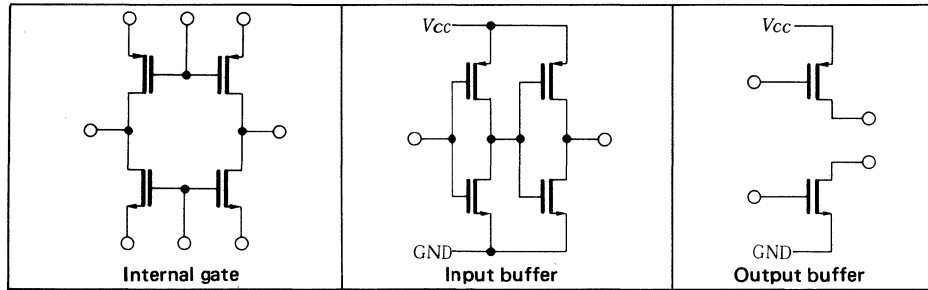 Vcc
Vcc
GND
GND
Internal gate
Input buffer
Output buffer